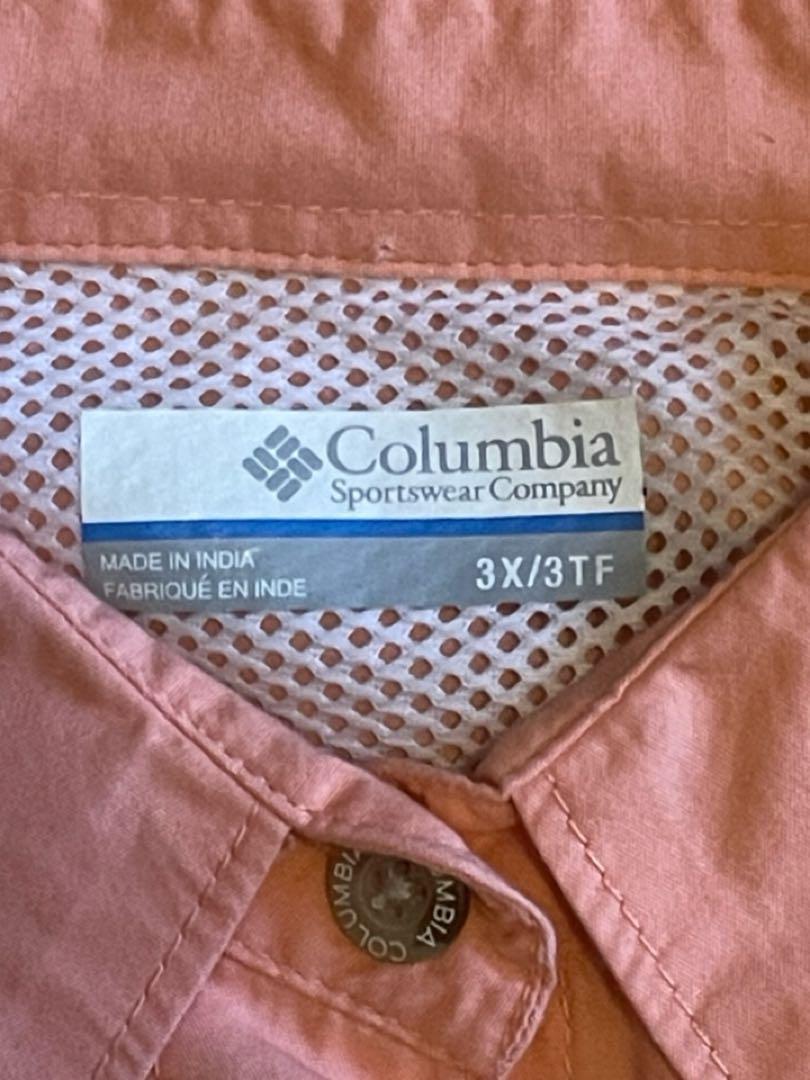 Columbia
Sportswear Company
MADE IN INDIA
FABRIQUÉ EN INDE
3X/3TF
COLUMBIA